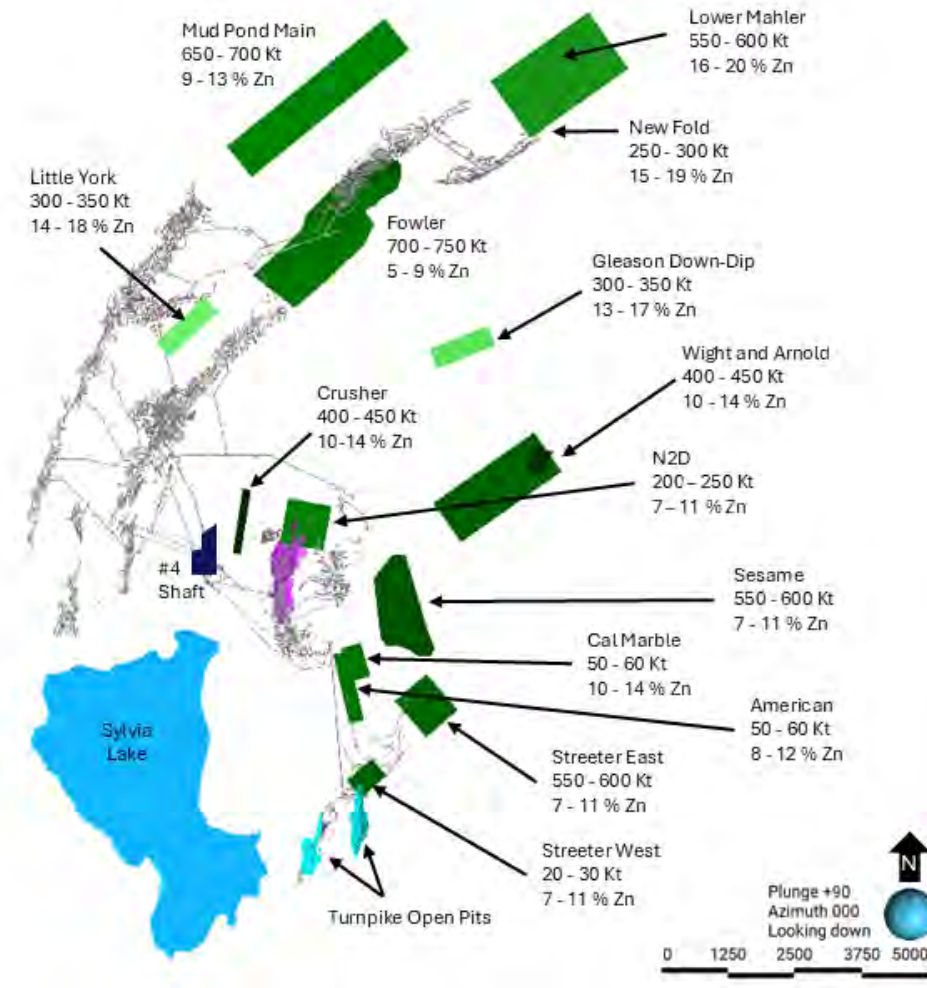 Mud Pond Main
650 - 700 Kt
9 - 13 % Zn
Lower Mahler
550 - 600 Kt
16 - 20 % Zn
New Fold
250 - 300 Kt
15 - 19 % Zn
Little York
300 - 350 Kt
14 - 18 % Zn
Fowler
700 - 750 Kt
5 - 9 % Zn
Gleason Down-Dip
300 - 350 Kt
13 - 17 % Zn
Wight and Arnold
400 - 450 Kt
10 - 14 % Zn
Crusher
400 - 450 Kt
10-14 % Zn
N2D
200 – 250 Kt
7 – 11 % Zn
#4
Shaft
Sesame
550 - 600 Kt
7 - 11 % Zn
Cal Marble
50 - 60 Kt
10 - 14 % Zn
American
50 - 60 Kt
8 - 12 % Zn
Sylvia
Lake
Streeter East
550 - 600 Kt
7 - 11 % Zn
Streeter West
20 - 30 Kt
7 - 11 % Zn
Turnpike Open Pits
N
Plunge +90
Azimuth 000
Looking down
0 1250 2500 3750 5000